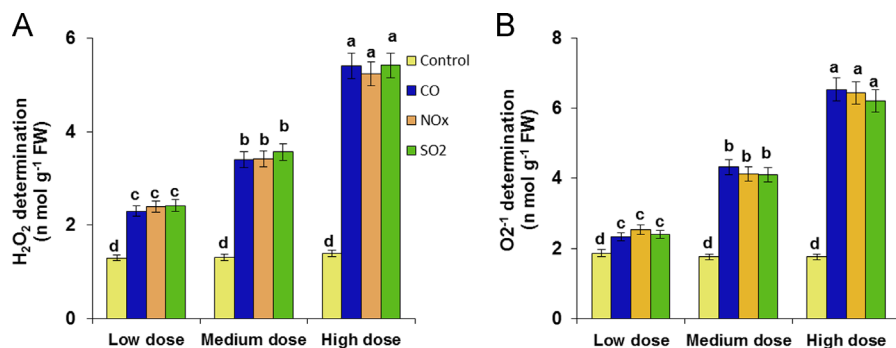 A
H₂O₂ determination
(n mol g⁻¹ FW)
6
4
2
0
d c c c
d b b b
d a a a
Low dose Medium dose High dose
Control
CO
NOx
SO2
B
O2⁻¹ determination
(n mol g⁻¹ FW)
8
6
4
2
0
d c c c
d b b b
d a a a
Low dose Medium dose High dose